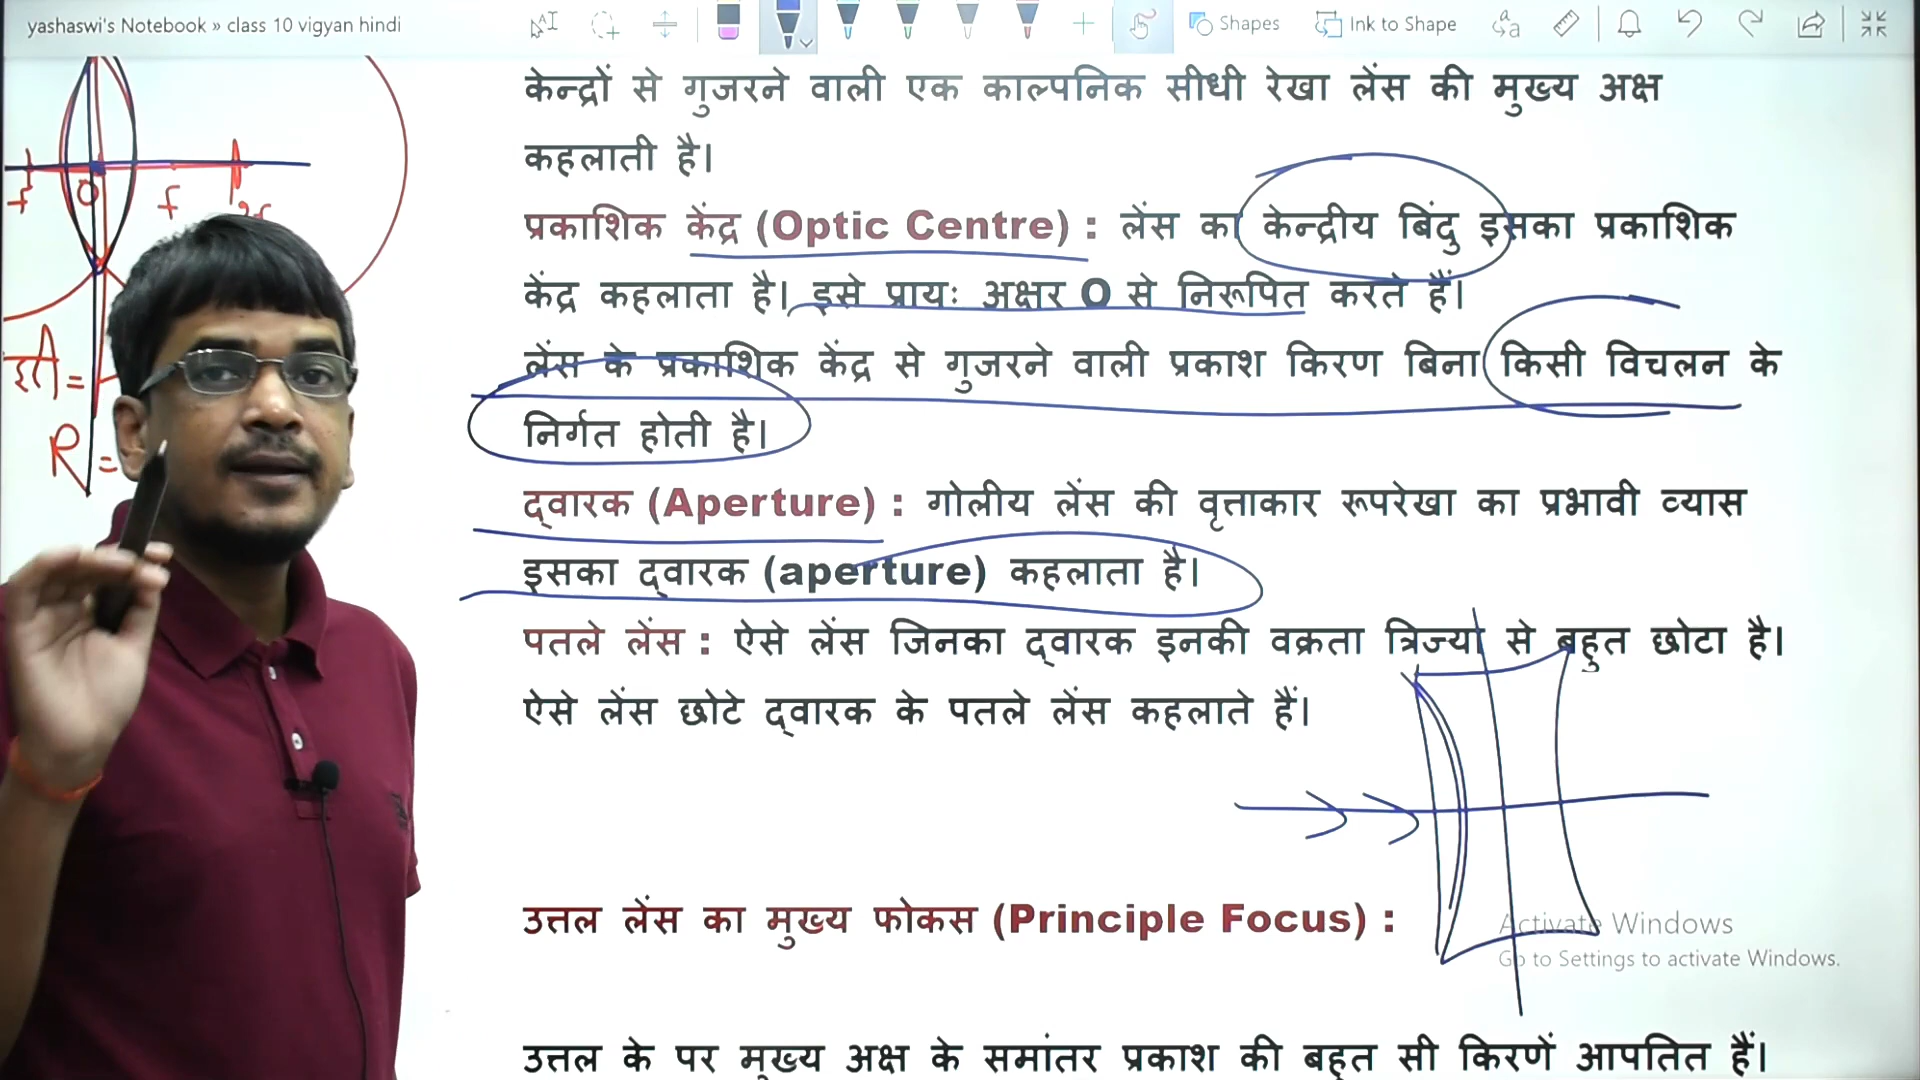 yashaswi's Notebook » class 10 vigyan hindi
Shapes
Ink to Shape
केन्द्रों से गुजरने वाली एक काल्पनिक सीधी रेखा लेंस की मुख्य अक्ष
कहलाती है।
प्रकाशिक केंद्र (Optic Centre) : लेंस का केन्द्रीय बिंदु इसका प्रकाशिक
केंद्र कहलाता है। इसे प्रायः अक्षर O से निरूपित करते हैं।
लेंस के प्रकाशिक केंद्र से गुजरने वाली प्रकाश किरण बिना किसी विचलन के
निर्गत होती है।
द्वारक (Aperture) : गोलीय लेंस की वृत्ताकार रूपरेखा का प्रभावी व्यास
इसका द्वारक (aperture) कहलाता है।
पतले लेंस : ऐसे लेंस जिनका द्वारक इनकी वक्रता त्रिज्या से बहुत छोटा है।
ऐसे लेंस छोटे द्वारक के पतले लेंस कहलाते हैं।
उत्तल लेंस का मुख्य फोकस (Principle Focus) :
उत्तल के पर मुख्य अक्ष के समांतर प्रकाश की बहुत सी किरणें आपतित हैं।
f O f 2f
R =
Activate Windows
Go to Settings to activate Windows.